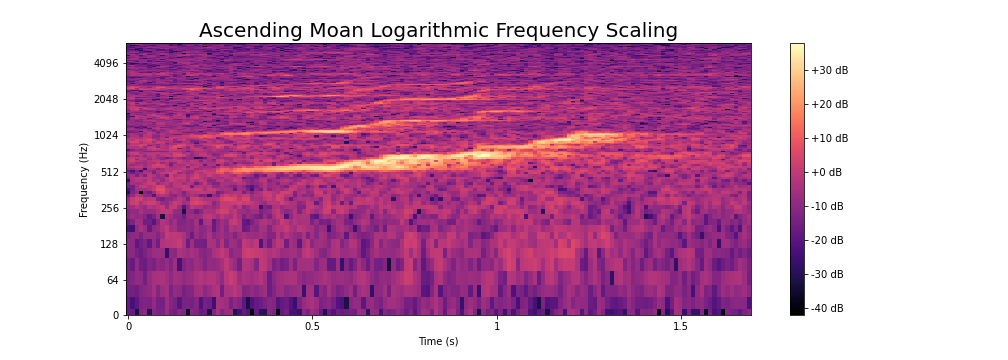 Ascending Moan Logarithmic Frequency Scaling
4096
2048
1024
512
256
128
64
0
Frequency (Hz)
0
0.5
1
1.5
Time (s)
+30 dB
+20 dB
+10 dB
+0 dB
-10 dB
-20 dB
-30 dB
-40 dB